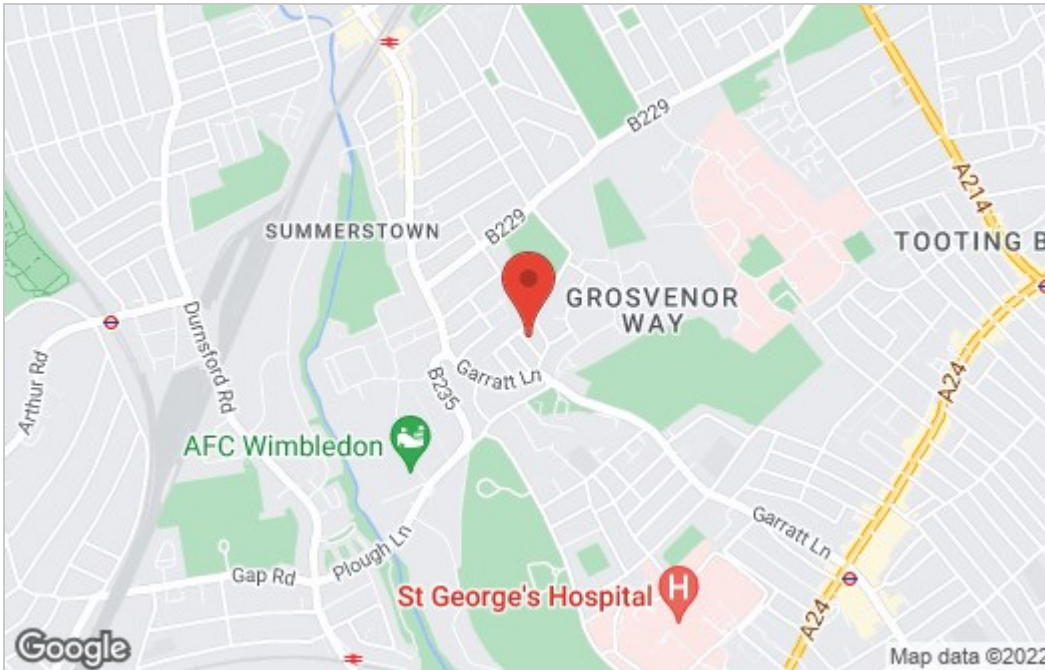 B229
A214
SUMMERSTOWN
B229
TOOTING B
GROSVENOR
WAY
Durnsford Rd
Arthur Rd
Garratt Ln
B235
A24
AFC Wimbledon
Garratt Ln
Plough Ln
Gap Rd
St George's Hospital
H
A24
Google
Map data ©2022